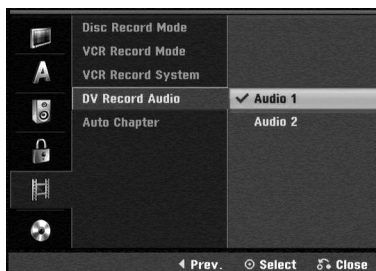 Disc Record Mode
VCR Record Mode
VCR Record System
DV Record Audio
✔ Audio 1
Auto Chapter
Audio 2
Prev.
Select
Close